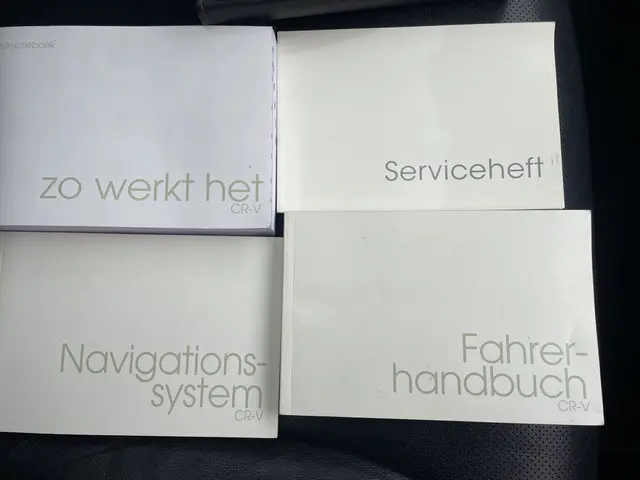 zo werkt het
CR-V
Serviceheft
Navigations-
system
CR-V
Fahrer-
handbuch
CR-V